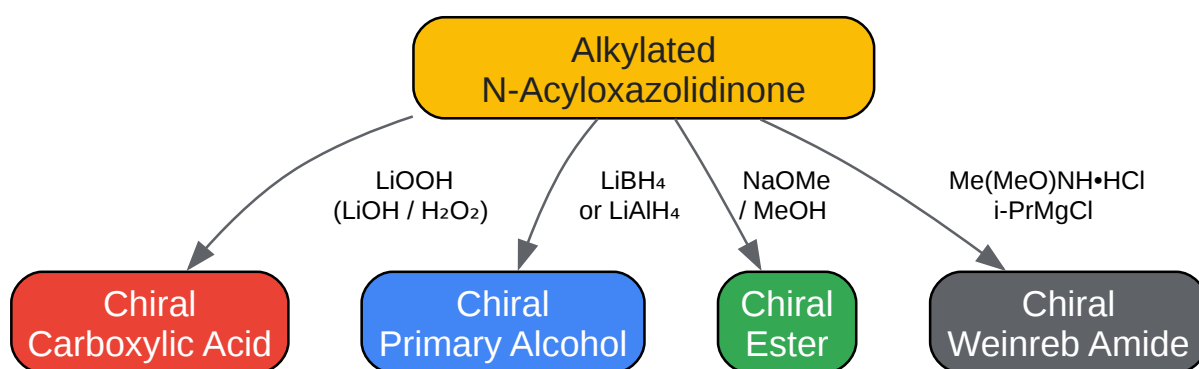 Alkylated
N-Acyloxazolidinone
LiOOH
(LiOH / H₂O₂)
LiBH₄
or LiAlH₄
NaOMe
/ MeOH
Me(MeO)NH•HCl
i-PrMgCl
Chiral
Carboxylic Acid
Chiral
Primary Alcohol
Chiral
Ester
Chiral
Weinreb Amide